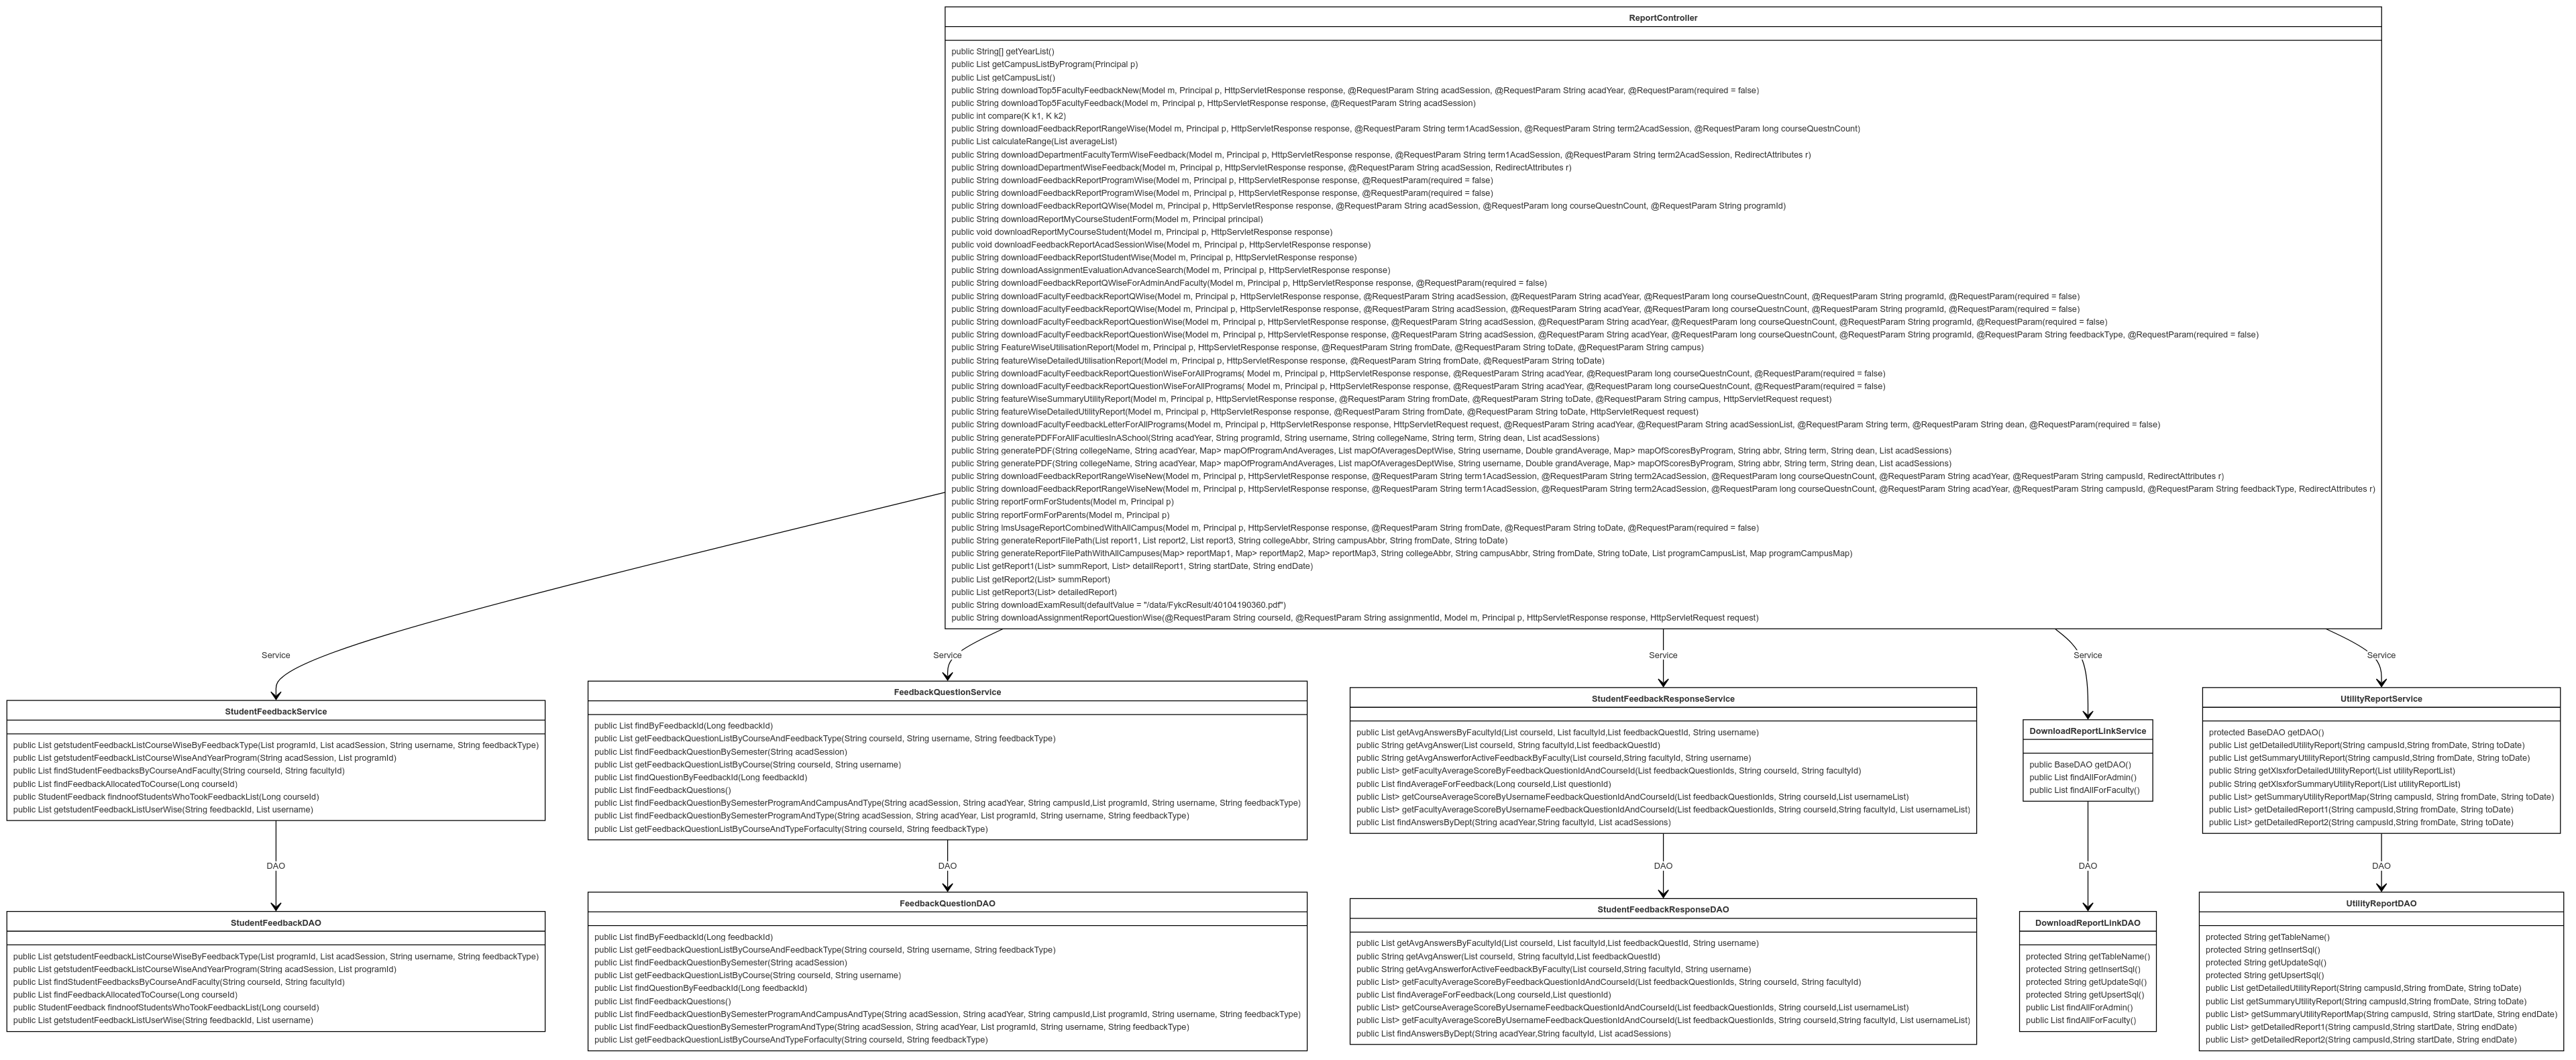 ReportController
public String[] getYearList()
public List getCampusListByProgram(Principal p)
public List getCampusList()
public String downloadTop5FacultyFeedbackNew(Model m, Principal p, HttpServletResponse response, @RequestParam String acadSession, @RequestParam String acadYear, @RequestParam(required = false)
public String downloadTop5FacultyFeedback(Model m, Principal p, HttpServletResponse response, @RequestParam String acadSession)
public int compare(K k1, K k2)
public String downloadFeedbackReportRangeWise(Model m, Principal p, HttpServletResponse response, @RequestParam String term1AcadSession, @RequestParam String term2AcadSession, @RequestParam long courseQuestnCount)
public List calculateRange(List averageList)
public String downloadDepartmentFacultyTermWiseFeedback(Model m, Principal p, HttpServletResponse response, @RequestParam String term1AcadSession, @RequestParam String term2AcadSession, RedirectAttributes r)
public String downloadDepartmentWiseFeedback(Model m, Principal p, HttpServletResponse response, @RequestParam String acadSession, RedirectAttributes r)
public String downloadFeedbackReportProgramWise(Model m, Principal p, HttpServletResponse response, @RequestParam(required = false)
public String downloadFeedbackReportProgramWise(Model m, Principal p, HttpServletResponse response, @RequestParam(required = false)
public String downloadFeedbackReportQWise(Model m, Principal p, HttpServletResponse response, @RequestParam String acadSession, @RequestParam long courseQuestnCount, @RequestParam String programId)
public String downloadReportMyCourseStudentForm(Model m, Principal principal)
public void downloadReportMyCourseStudent(Model m, Principal p, HttpServletResponse response)
public void downloadFeedbackReportAcadSessionWise(Model m, Principal p, HttpServletResponse response)
public String downloadFeedbackReportStudentWise(Model m, Principal p, HttpServletResponse response)
public String downloadAssignmentEvaluationAdvanceSearch(Model m, Principal p, HttpServletResponse response)
public String downloadFeedbackReportQWiseForAdminAndFaculty(Model m, Principal p, HttpServletResponse response, @RequestParam(required = false)
public String downloadFacultyFeedbackReportQWise(Model m, Principal p, HttpServletResponse response, @RequestParam String acadSession, @RequestParam String acadYear, @RequestParam long courseQuestnCount, @RequestParam String programId, @RequestParam(required = false)
public String downloadFacultyFeedbackReportQWise(Model m, Principal p, HttpServletResponse response, @RequestParam String acadSession, @RequestParam String acadYear, @RequestParam long courseQuestnCount, @RequestParam String programId, @RequestParam(required = false)
public String downloadFacultyFeedbackReportQuestionWise(Model m, Principal p, HttpServletResponse response, @RequestParam String acadSession, @RequestParam String acadYear, @RequestParam long courseQuestnCount, @RequestParam String programId, @RequestParam(required = false)
public String downloadFacultyFeedbackReportQuestionWise(Model m, Principal p, HttpServletResponse response, @RequestParam String acadSession, @RequestParam String acadYear, @RequestParam long courseQuestnCount, @RequestParam String programId, @RequestParam String feedbackType, @RequestParam(required = false)
public String FeatureWiseUtilisationReport(Model m, Principal p, HttpServletResponse response, @RequestParam String fromDate, @RequestParam String toDate, @RequestParam String campus)
public String featureWiseDetailedUtilisationReport(Model m, Principal p, HttpServletResponse response, @RequestParam String fromDate, @RequestParam String toDate)
public String downloadFacultyFeedbackReportQuestionWiseForAllPrograms( Model m, Principal p, HttpServletResponse response, @RequestParam String acadYear, @RequestParam long courseQuestnCount, @RequestParam(required = false)
public String downloadFacultyFeedbackReportQuestionWiseForAllPrograms( Model m, Principal p, HttpServletResponse response, @RequestParam String acadYear, @RequestParam long courseQuestnCount, @RequestParam(required = false)
public String featureWiseSummaryUtilityReport(Model m, Principal p, HttpServletResponse response, @RequestParam String fromDate, @RequestParam String toDate, @RequestParam String campus, HttpServletRequest request)
public String featureWiseDetailedUtilityReport(Model m, Principal p, HttpServletResponse response, @RequestParam String fromDate, @RequestParam String toDate, HttpServletRequest request)
public String downloadFacultyFeedbackLetterForAllPrograms(Model m, Principal p, HttpServletResponse response, HttpServletRequest request, @RequestParam String acadYear, @RequestParam String acadSessionList, @RequestParam String term, @RequestParam String dean, @RequestParam(required = false)
public String generatePDFForAllFacultiesInASchool(String acadYear, String programId, String username, String collegeName, String term, String dean, List acadSessions)
public String generatePDF(String collegeName, String acadYear, Map> mapOfProgramAndAverages, List mapOfAveragesDeptWise, String username, Double grandAverage, Map> mapOfScoresByProgram, String abbr, String term, String dean, List acadSessions)
public String generatePDF(String collegeName, String acadYear, Map> mapOfProgramAndAverages, List mapOfAveragesDeptWise, String username, Double grandAverage, Map> mapOfScoresByProgram, String abbr, String term, String dean, List acadSessions)
public String downloadFeedbackReportRangeWiseNew(Model m, Principal p, HttpServletResponse response, @RequestParam String term1AcadSession, @RequestParam String term2AcadSession, @RequestParam long courseQuestnCount, @RequestParam String acadYear, @RequestParam String campusId, RedirectAttributes r)
public String downloadFeedbackReportRangeWiseNew(Model m, Principal p, HttpServletResponse response, @RequestParam String term1AcadSession, @RequestParam String term2AcadSession, @RequestParam long courseQuestnCount, @RequestParam String acadYear, @RequestParam String campusId, @RequestParam String feedbackType, RedirectAttributes r)
public String reportFormForStudents(Model m, Principal p)
public String reportFormForParents(Model m, Principal p)
public String lmsUsageReportCombinedWithAllCampus(Model m, Principal p, HttpServletResponse response, @RequestParam String fromDate, @RequestParam String toDate, @RequestParam(required = false)
public String generateReportFilePath(List report1, List report2, List report3, String collegeAbbr, String campusAbbr, String fromDate, String toDate)
public String generateReportFilePathWithAllCampuses(Map> reportMap1, Map> reportMap2, Map> reportMap3, String collegeAbbr, String campusAbbr, String fromDate, String toDate, List programCampusList, Map programCampusMap)
public List getReport1(List> summReport, List> detailReport1, String startDate, String endDate)
public List getReport2(List> summReport)
public List getReport3(List> detailedReport)
public String downloadExamResult(defaultValue = "/data/FykcResult/40104190360.pdf")
public String downloadAssignmentReportQuestionWise(@RequestParam String courseId, @RequestParam String assignmentId, Model m, Principal p, HttpServletResponse response, HttpServletRequest request)
Service
Service
Service
Service
Service
StudentFeedbackService
public List getstudentFeedbackListCourseWiseByFeedbackType(List programId, List acadSession, String username, String feedbackType)
public List getstudentFeedbackListCourseWiseAndYearProgram(String acadSession, List programId)
public List findStudentFeedbacksByCourseAndFaculty(String courseId, String facultyId)
public List findFeedbackAllocatedToCourse(Long courseId)
public StudentFeedback findnoofStudentsWhoTookFeedbackList(Long courseId)
public List getstudentFeedbackListUserWise(String feedbackId, List username)
FeedbackQuestionService
public List findByFeedbackId(Long feedbackId)
public List getFeedbackQuestionListByCourseAndFeedbackType(String courseId, String username, String feedbackType)
public List findFeedbackQuestionBySemester(String acadSession)
public List getFeedbackQuestionListByCourse(String courseId, String username)
public List findQuestionByFeedbackId(Long feedbackId)
public List findFeedbackQuestions()
public List findFeedbackQuestionBySemesterProgramAndCampusAndType(String acadSession, String acadYear, String campusId,List programId, String username, String feedbackType)
public List findFeedbackQuestionBySemesterProgramAndType(String acadSession, String acadYear, List programId, String username, String feedbackType)
public List getFeedbackQuestionListByCourseAndTypeForfaculty(String courseId, String feedbackType)
StudentFeedbackResponseService
public List getAvgAnswersByFacultyId(List courseId, List facultyId,List feedbackQuestId, String username)
public String getAvgAnswer(List courseId, String facultyId,List feedbackQuestId)
public String getAvgAnswerforActiveFeedbackByFaculty(List courseId,String facultyId, String username)
public List> getFacultyAverageScoreByFeedbackQuestionIdAndCourseId(List feedbackQuestionIds, String courseId, String facultyId)
public List findAverageForFeedback(Long courseId,List questionId)
public List> getCourseAverageScoreByUsernameFeedbackQuestionIdAndCourseId(List feedbackQuestionIds, String courseId,List usernameList)
public List> getFacultyAverageScoreByUsernameFeedbackQuestionIdAndCourseId(List feedbackQuestionIds, String courseId,String facultyId, List usernameList)
public List findAnswersByDept(String acadYear,String facultyId, List acadSessions)
DownloadReportLinkService
public BaseDAO getDAO()
public List findAllForAdmin()
public List findAllForFaculty()
UtilityReportService
protected BaseDAO getDAO()
public List getDetailedUtilityReport(String campusId,String fromDate, String toDate)
public List getSummaryUtilityReport(String campusId,String fromDate, String toDate)
public String getXlsxforDetailedUtilityReport(List utilityReportList)
public String getXlsxforSummaryUtilityReport(List utilityReportList)
public List> getSummaryUtilityReportMap(String campusId, String fromDate, String toDate)
public List> getDetailedReport1(String campusId,String fromDate, String toDate)
public List> getDetailedReport2(String campusId,String fromDate, String toDate)
DAO
DAO
DAO
DAO
DAO
StudentFeedbackDAO
public List getstudentFeedbackListCourseWiseByFeedbackType(List programId, List acadSession, String username, String feedbackType)
public List getstudentFeedbackListCourseWiseAndYearProgram(String acadSession, List programId)
public List findStudentFeedbacksByCourseAndFaculty(String courseId, String facultyId)
public List findFeedbackAllocatedToCourse(Long courseId)
public StudentFeedback findnoofStudentsWhoTookFeedbackList(Long courseId)
public List getstudentFeedbackListUserWise(String feedbackId, List username)
FeedbackQuestionDAO
public List findByFeedbackId(Long feedbackId)
public List getFeedbackQuestionListByCourseAndFeedbackType(String courseId, String username, String feedbackType)
public List findFeedbackQuestionBySemester(String acadSession)
public List getFeedbackQuestionListByCourse(String courseId, String username)
public List findQuestionByFeedbackId(Long feedbackId)
public List findFeedbackQuestions()
public List findFeedbackQuestionBySemesterProgramAndCampusAndType(String acadSession, String acadYear, String campusId,List programId, String username, String feedbackType)
public List findFeedbackQuestionBySemesterProgramAndType(String acadSession, String acadYear, List programId, String username, String feedbackType)
public List getFeedbackQuestionListByCourseAndTypeForfaculty(String courseId, String feedbackType)
StudentFeedbackResponseDAO
public List getAvgAnswersByFacultyId(List courseId, List facultyId,List feedbackQuestId, String username)
public List getAvgAnswer(List courseId, String facultyId,List feedbackQuestId)
public String getAvgAnswerforActiveFeedbackByFaculty(List courseId,String facultyId, String username)
public List> getFacultyAverageScoreByFeedbackQuestionIdAndCourseId(List feedbackQuestionIds, String courseId, String facultyId)
public List findAverageForFeedback(Long courseId,List questionId)
public List> getCourseAverageScoreByUsernameFeedbackQuestionIdAndCourseId(List feedbackQuestionIds, String courseId,List usernameList)
public List> getFacultyAverageScoreByUsernameFeedbackQuestionIdAndCourseId(List feedbackQuestionIds, String courseId,String facultyId, List usernameList)
public List findAnswersByDept(String acadYear,String facultyId, List acadSessions)
DownloadReportLinkDAO
protected String getTableName()
protected String getInsertSql()
protected String getUpdateSql()
protected String getUpsertSql()
public List findAllForAdmin()
public List findAllForFaculty()
UtilityReportDAO
protected String getTableName()
protected String getInsertSql()
protected String getUpdateSql()
protected String getUpsertSql()
public List getDetailedUtilityReport(String campusId,String fromDate, String toDate)
public List getSummaryUtilityReport(String campusId,String fromDate, String toDate)
public List> getSummaryUtilityReportMap(String campusId, String startDate, String endDate)
public List> getDetailedReport1(String campusId,String startDate, String endDate)
public List> getDetailedReport2(String campusId,String startDate, String endDate)